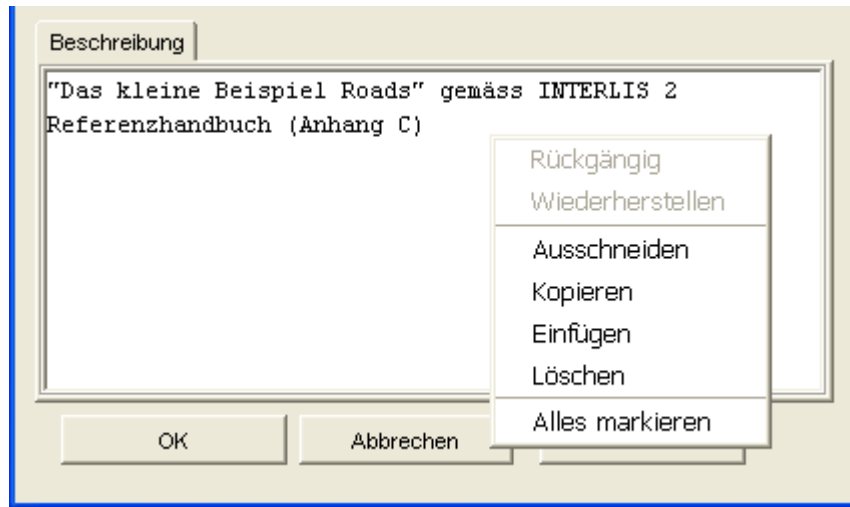 Beschreibung
"Das kleine Beispiel Roads" gemäss INTERLIS 2
Referenzhandbuch (Anhang C)
Rückgängig
Wiederherstellen
Ausschneiden
Kopieren
Einfügen
Löschen
Alles markieren
OK
Abbrechen